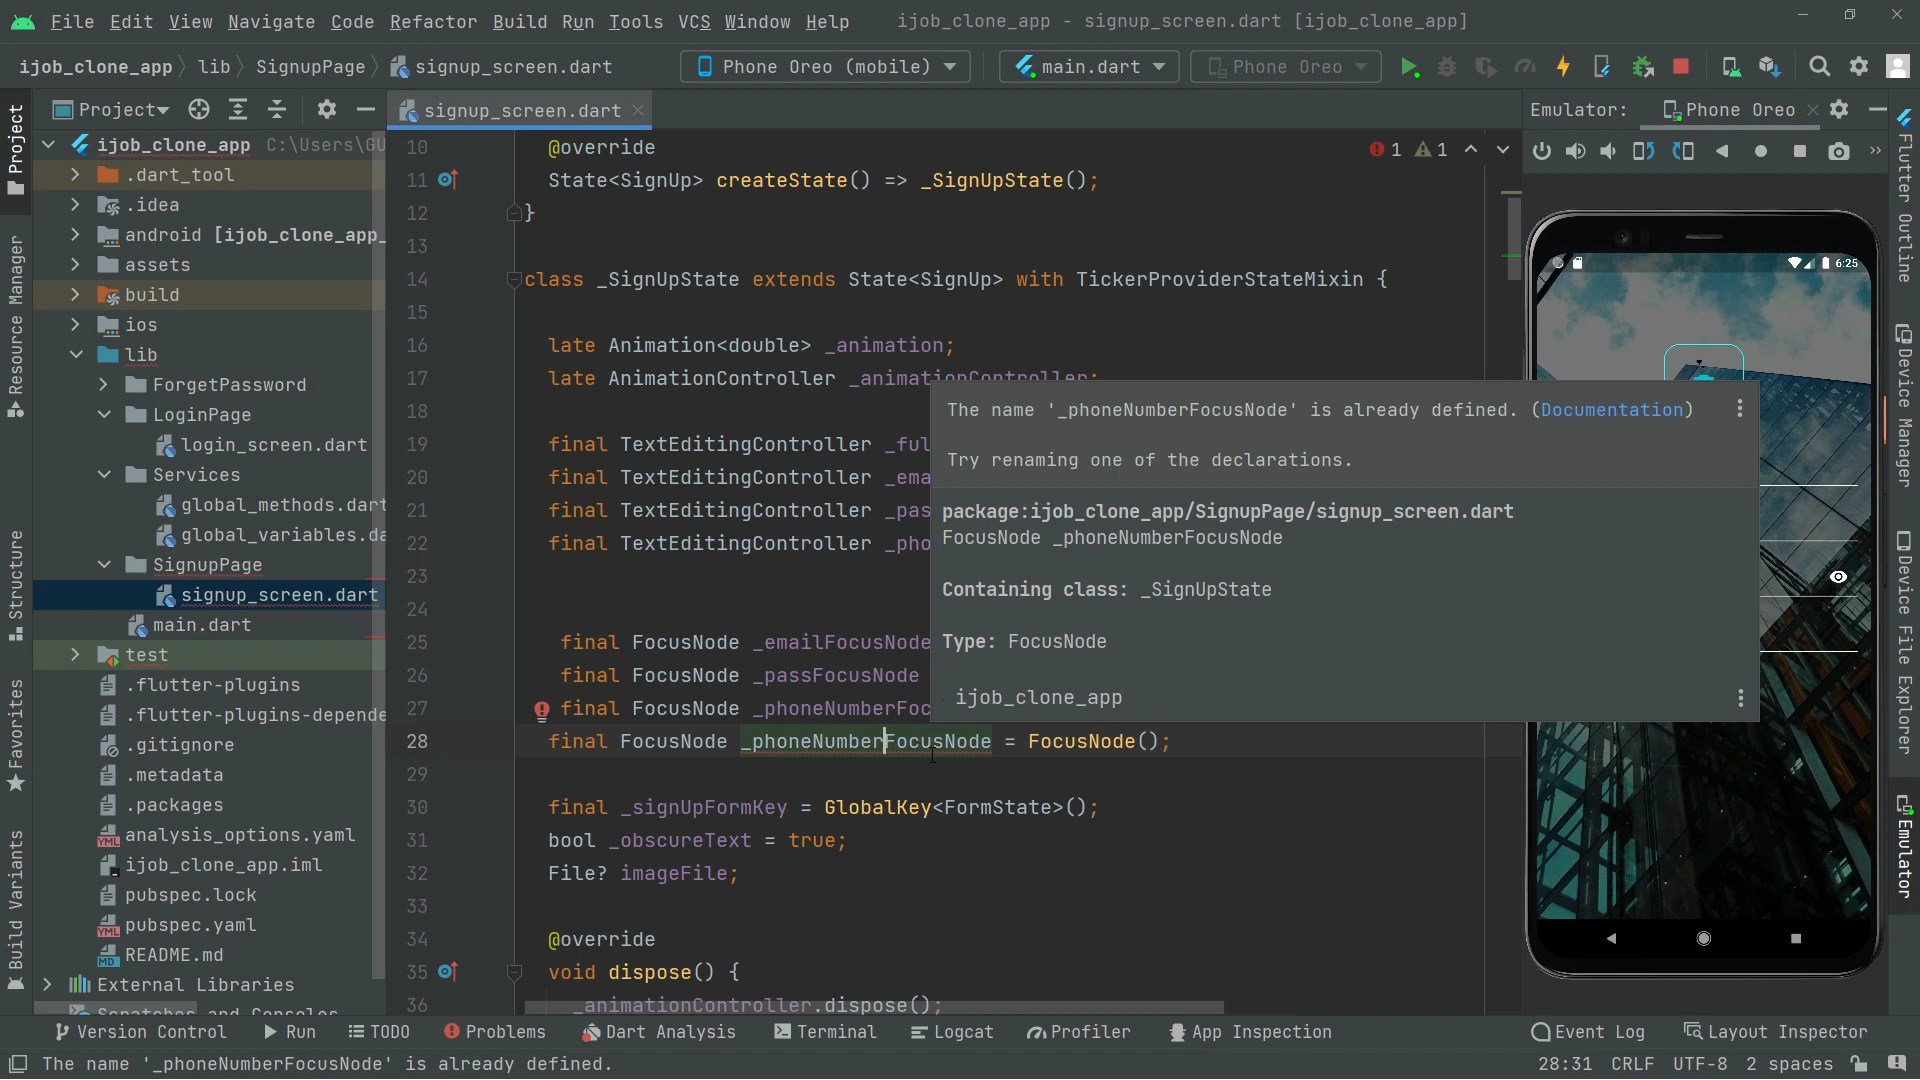 File Edit View Navigate Code Refactor Build Run Tools VCS Window Help ijob_clone_app - signup_screen.dart [ijob_clone_app]
ijob_clone_app lib SignupPage signup_screen.dart Phone Oreo (mobile) main.dart Phone Oreo
Project
signup_screen.dart
Emulator: Phone Oreo
Project
Resource Manager
Structure
Favorites
Build Variants
ijob_clone_app C:\Users\GU
.dart_tool
.idea
android [ijob_clone_app_
assets
build
ios
lib
ForgetPassword
LoginPage
login_screen.dart
Services
global_methods.dart
global_variables.da
SignupPage
signup_screen.dart
main.dart
test
.flutter-plugins
.flutter-plugins-depende
.gitignore
.metadata
.packages
analysis_options.yaml
ijob_clone_app.iml
pubspec.lock
pubspec.yaml
README.md
External Libraries
Scratches and Consoles
1 1
10 @override
11 State<SignUp> createState() => _SignUpState();
12 }
13
14 class _SignUpState extends State<SignUp> with TickerProviderStateMixin {
15
16 late Animation<double> _animation;
17 late AnimationController _animationController;
18
19 final TextEditingController _ful
20 final TextEditingController _ema
21 final TextEditingController _pas
22 final TextEditingController _pho
23
24
25 final FocusNode _emailFocusNode
26 final FocusNode _passFocusNode
27 final FocusNode _phoneNumberFoc
28 final FocusNode _phoneNumberFocusNode = FocusNode();
29
30 final _signUpFormKey = GlobalKey<FormState>();
31 bool _obscureText = true;
32 File? imageFile;
33
34 @override
35 void dispose() {
36 _animationController.dispose();
The name '_phoneNumberFocusNode' is already defined. (Documentation)
Try renaming one of the declarations.
package:ijob_clone_app/SignupPage/signup_screen.dart
FocusNode _phoneNumberFocusNode
Containing class: _SignUpState
Type: FocusNode
ijob_clone_app
6:25
Flutter Outline
Device Manager
Device File Explorer
Emulator
Version Control Run TODO Problems Dart Analysis Terminal Logcat Profiler App Inspection Event Log Layout Inspector
The name '_phoneNumberFocusNode' is already defined. 28:31 CRLF UTF-8 2 spaces